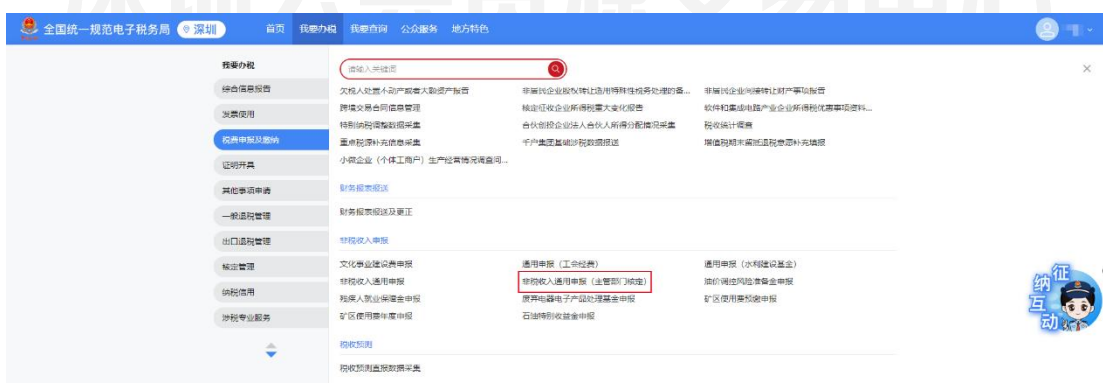 全国统一规范电子税务局 深圳 首页 我要办税 我要查询 公众服务 地方特色
我要办税
综合信息报告
发票使用
税费申报及缴纳
证明开具
其他事项申请
一般退税管理
出口退税管理
核定管理
纳税信用
涉税专业服务
请输入关键词
欠税人处置不动产或者大额资产报告 非居民企业股权转让适用特殊性税务处理的备... 非居民企业间接转让财产事项报告
跨境交易合同信息管理 核定征收企业所得税重大变化报告 软件和集成电路产业企业所得税优惠事项资料...
特别纳税调整数据采集 合伙创投企业法人合伙人所得分配情况采集 税收统计调查
重点税源补充信息采集 千户集团基础涉税数据报送 增值税期末留抵退税意愿补充填报
小微企业（个体工商户）生产经营情况调查问...
财务报表报送
财务报表报送及更正
非税收入申报
文化事业建设费申报 通用申报（工会经费） 通用申报（水利建设基金）
非税收入通用申报 非税收入通用申报（主管部门核定） 油价调控风险准备金申报
残疾人就业保障金申报 废弃电器电子产品处理基金申报 矿区使用费预缴申报
矿区使用费年度申报 石油特别收益金申报
税收预测
税收预测直报数据采集
征纳互动